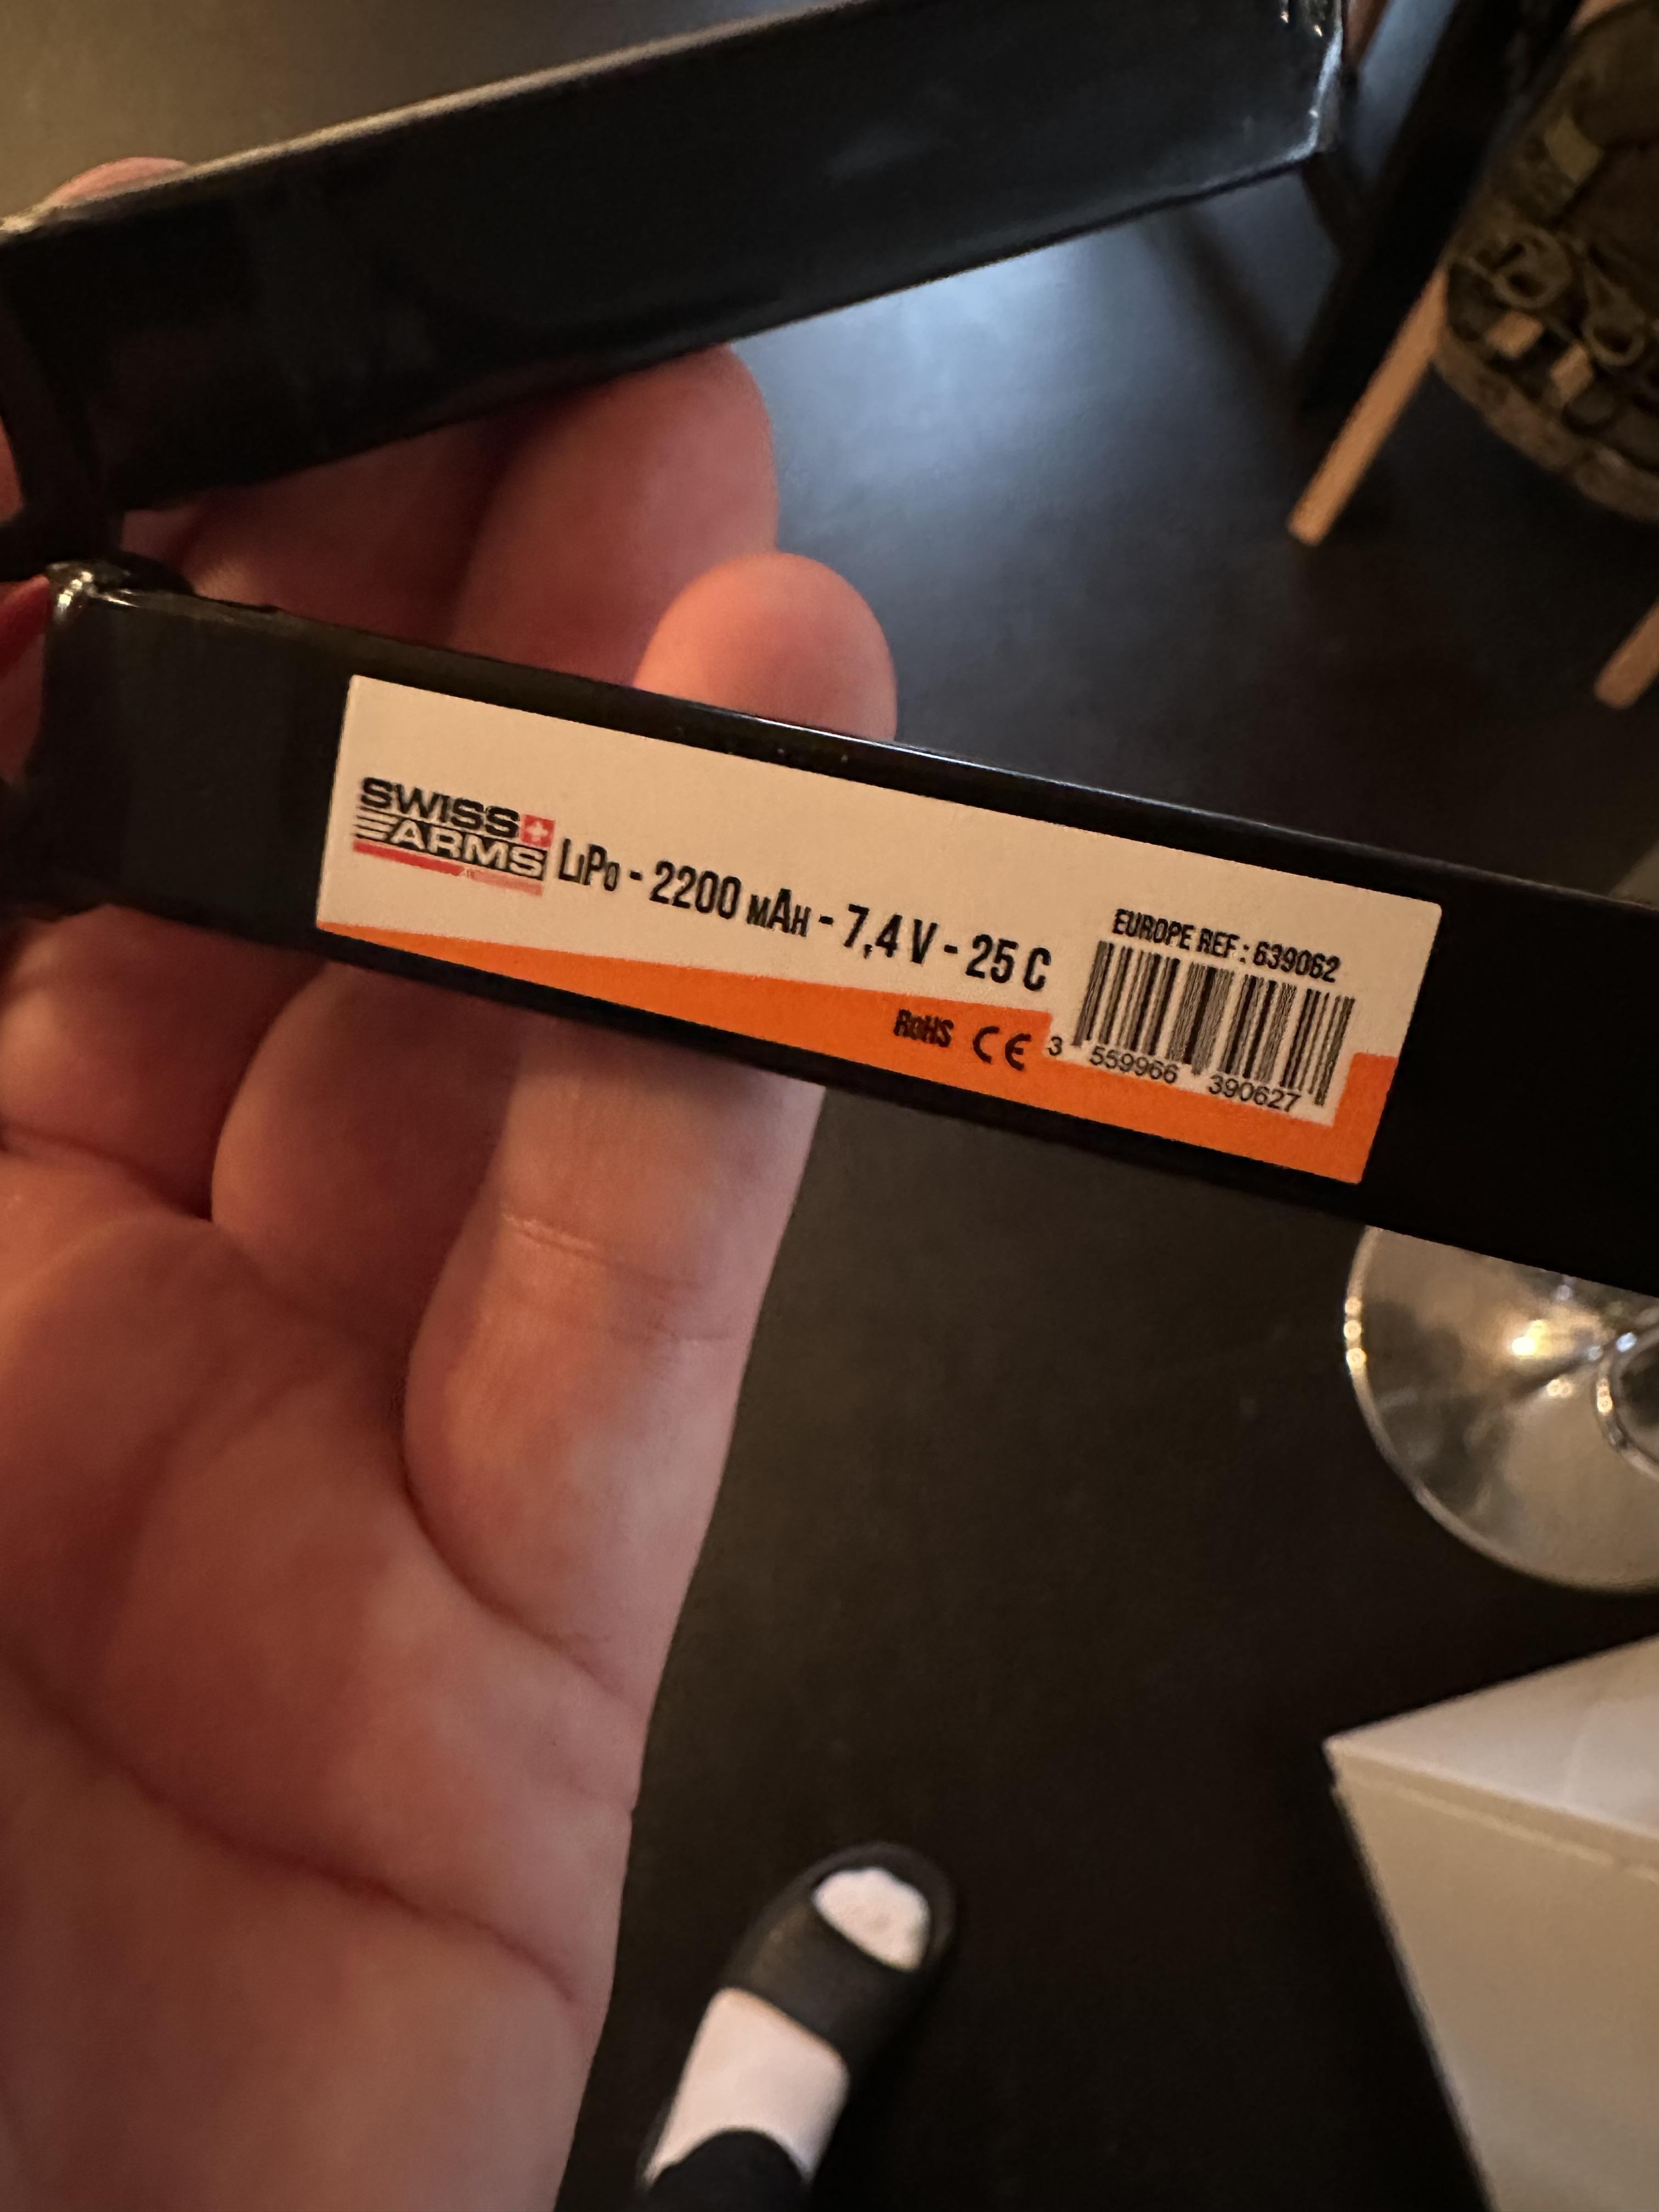 SWISS
ARMS
LiPo - 2200 mAh - 7,4 V - 25 C
EUROPE REF : 639062
RoHS CE
3 559966 390627